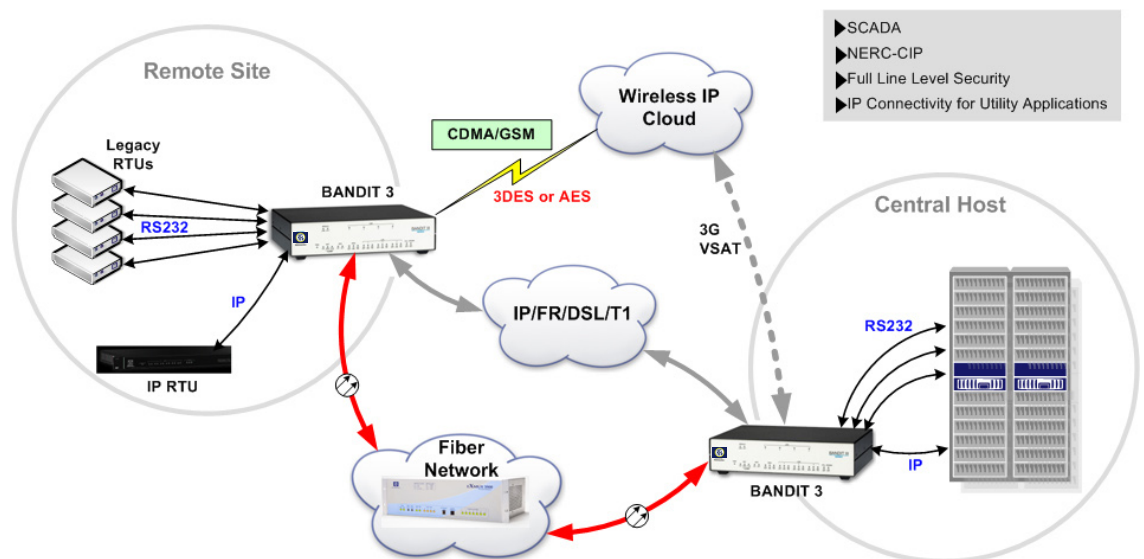 SCADA
NERC-CIP
Full Line Level Security
IP Connectivity for Utility Applications
Remote Site
Wireless IP
Cloud
CDMA/GSM
Legacy
RTUs
BANDIT 3
3DES or AES
RS232
Central Host
3G
VSAT
IP
IP/FR/DSL/T1
RS232
IP RTU
Fiber
Network
IP
BANDIT 3